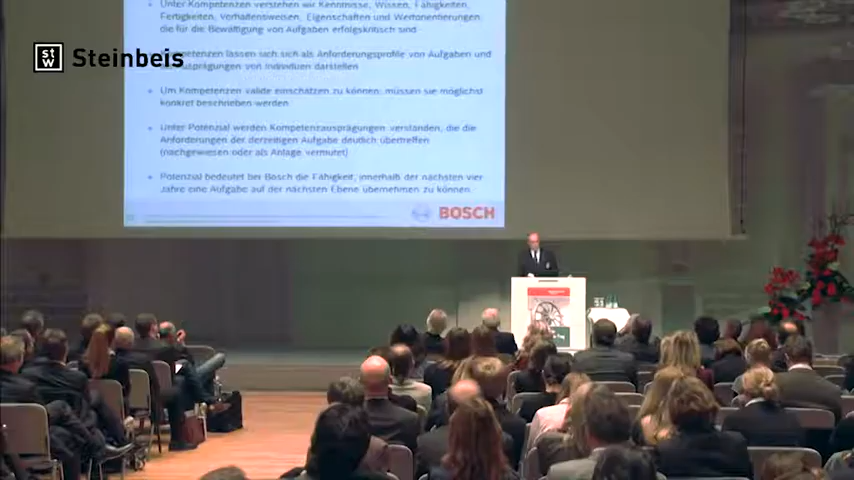 Unter Kompetenzen verstehen wir Kenntnisse, Wissen, Fähigkeiten,
Fertigkeiten, Verhaltensweisen, Eigenschaften und Wertorientierungen,
die für die Bewältigung von Aufgaben erfolgskritisch sind
stw Steinbeis
Kompetenzen lassen sich als Anforderungsprofile von Aufgaben und
als Ausprägungen von Individuen darstellen
• Um Kompetenzen valide einschätzen zu können, müssen sie möglichst
konkret beschrieben werden
• Unter Potenzial werden Kompetenzausprägungen verstanden, die die
Anforderungen der derzeitigen Aufgabe deutlich übertreffen
(nachgewiesen oder als Anlage vermutet)
• Potenzial bedeutet bei Bosch die Fähigkeit, innerhalb der nächsten vier
Jahre eine Aufgabe auf der nächsten Ebene übernehmen zu können.
BOSCH